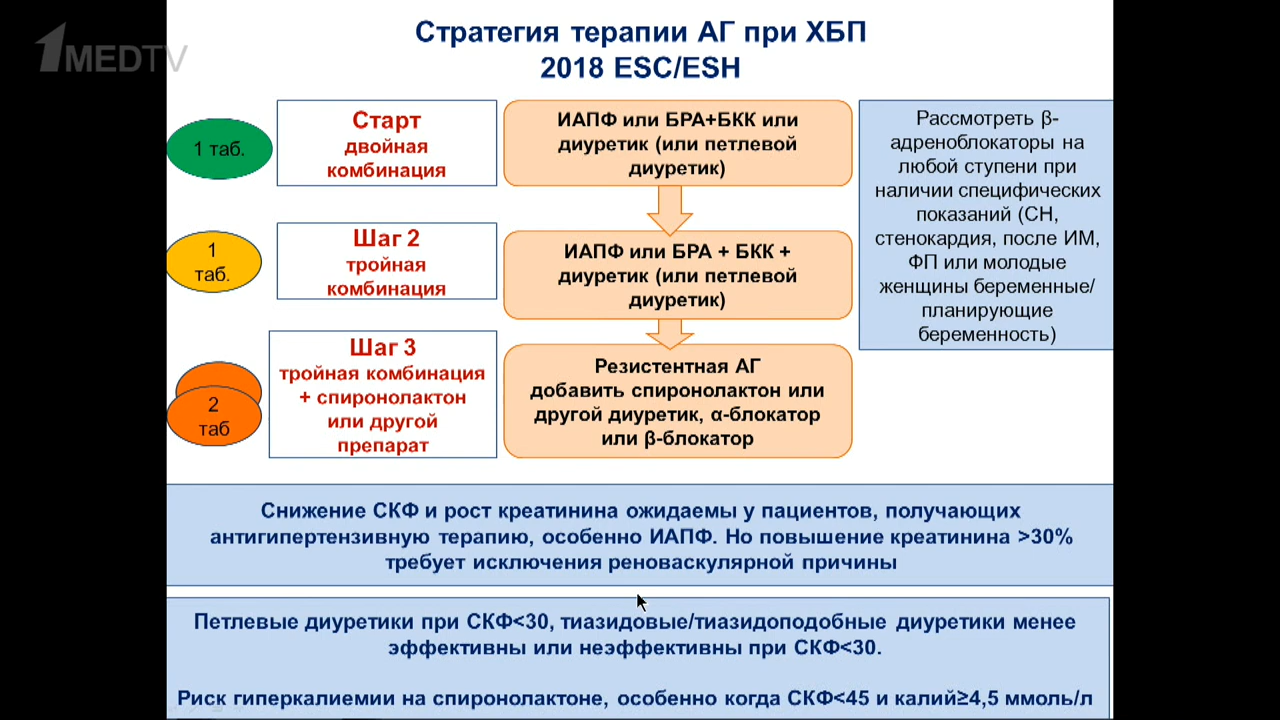 1MEDTV
Стратегия терапии АГ при ХБП
2018 ESC/ESH
1 таб.
Старт
двойная
комбинация
ИАПФ или БРА+БКК или
диуретик (или петлевой
диуретик)
Рассмотреть β-
адреноблокаторы на
любой ступени при
наличии специфических
показаний (СН,
стенокардия, после ИМ,
ФП или молодые
женщины беременные/
планирующие
беременность)
1
таб.
Шаг 2
тройная
комбинация
ИАПФ или БРА + БКК +
диуретик (или петлевой
диуретик)
2
таб
Шаг 3
тройная комбинация
+ спиронолактон
или другой
препарат
Резистентная АГ
добавить спиронолактон или
другой диуретик, α-блокатор
или β-блокатор
Снижение СКФ и рост креатинина ожидаемы у пациентов, получающих
антигипертензивную терапию, особенно ИАПФ. Но повышение креатинина >30%
требует исключения реноваскулярной причины
Петлевые диуретики при СКФ<30, тиазидовые/тиазидоподобные диуретики менее
эффективны или неэффективны при СКФ<30.
Риск гиперкалиемии на спиронолактоне, особенно когда СКФ<45 и калий≥4,5 ммоль/л